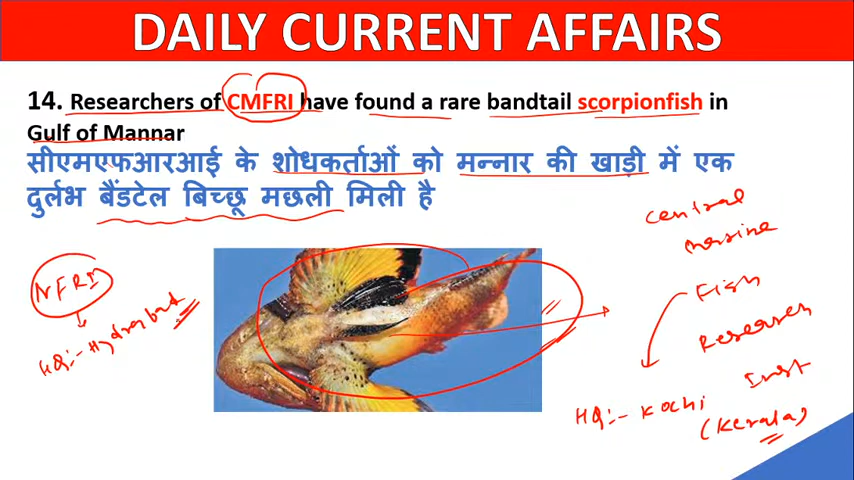 DAILY CURRENT AFFAIRS
14. Researchers of CMFRI have found a rare bandtail scorpionfish in
Gulf of Mannar
सीएमएफआरआई के शोधकर्ताओं को मन्नार की खाड़ी में एक
दुर्लभ बैंडटेल बिच्छू मछली मिली है
NFRI
HQ:-
central
marine
Fish
Research
Inst
HQ:- Kochi
(Kerala)